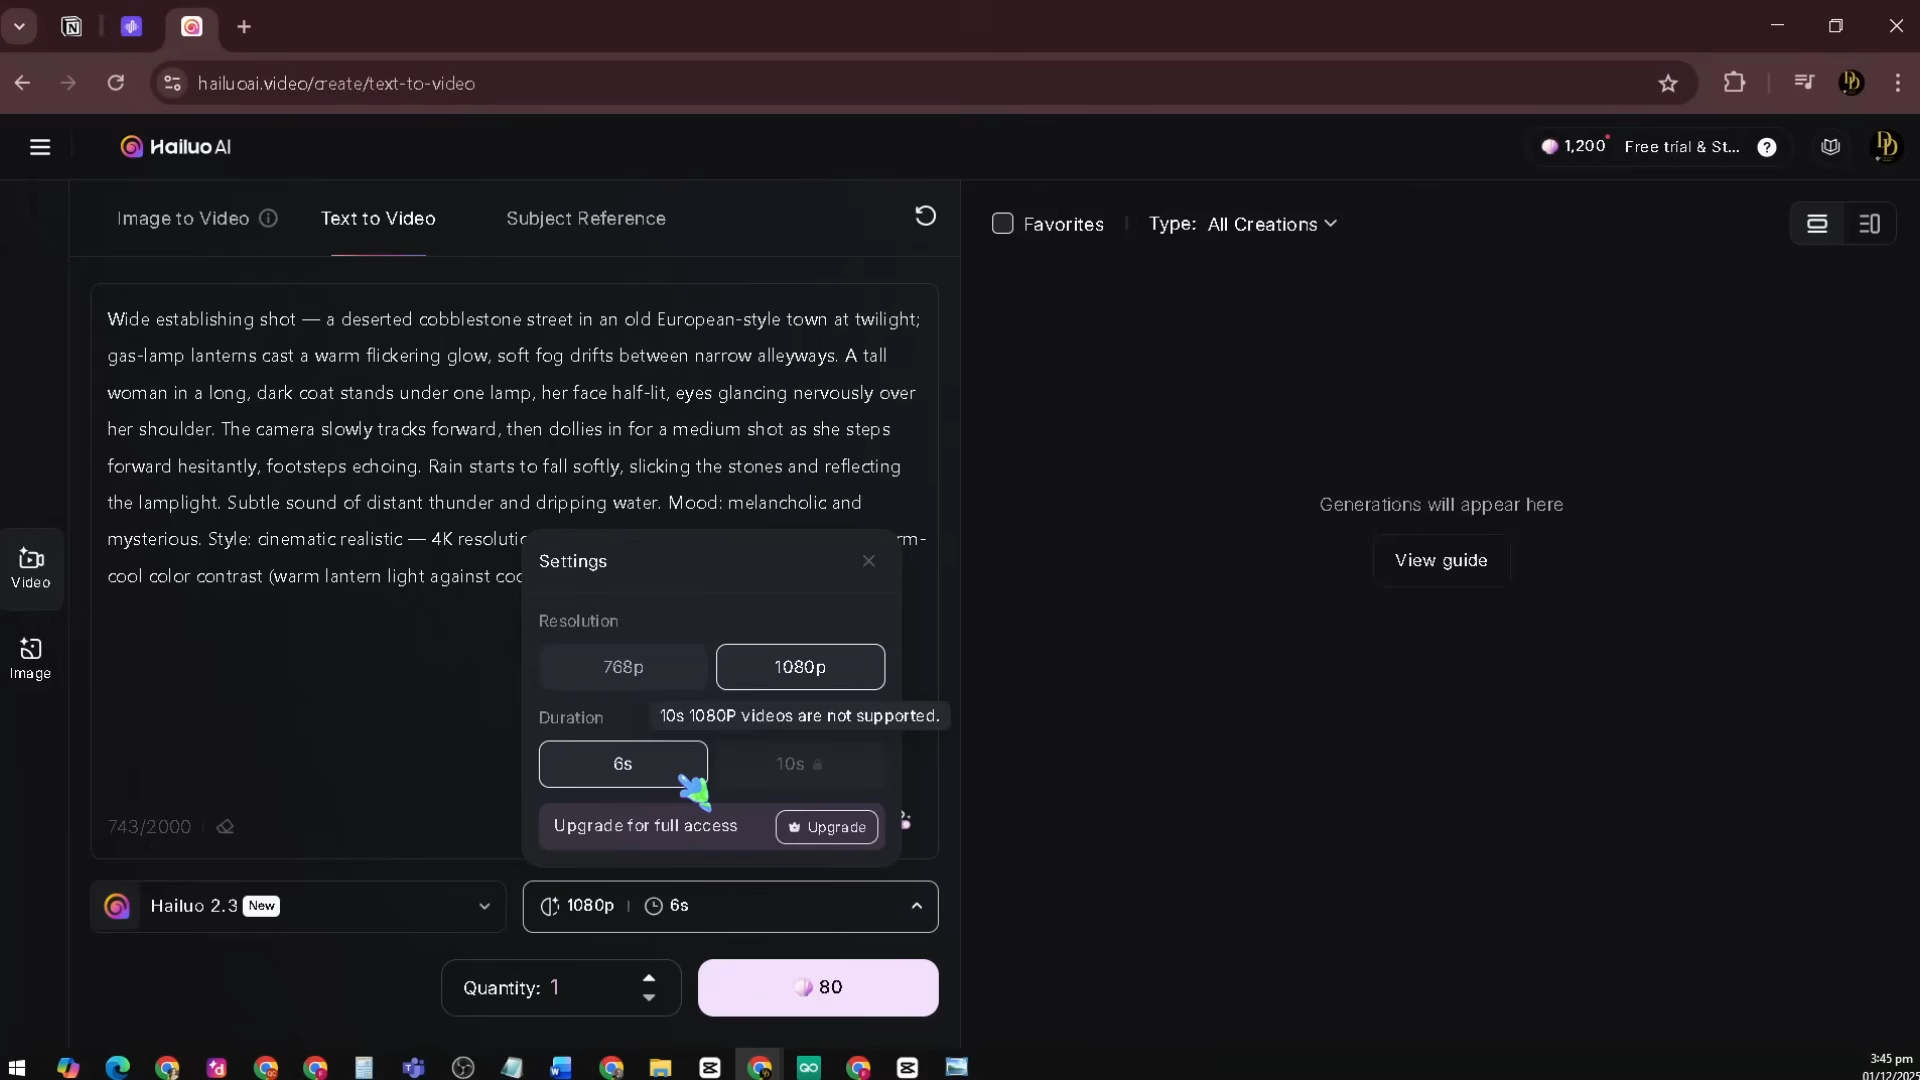 hailuoai.video/create/text-to-video
Hailuo AI
1,200
Free trial & St...
Image to Video
Text to Video
Subject Reference
Favorites
Type: All Creations
Wide establishing shot — a deserted cobblestone street in an old European-style town at twilight;
gas-lamp lanterns cast a warm flickering glow, soft fog drifts between narrow alleyways. A tall
woman in a long, dark coat stands under one lamp, her face half-lit, eyes glancing nervously over
her shoulder. The camera slowly tracks forward, then dollies in for a medium shot as she steps
forward hesitantly, footsteps echoing. Rain starts to fall softly, slicking the stones and reflecting
the lamplight. Subtle sound of distant thunder and dripping water. Mood: melancholic and
mysterious. Style: cinematic realistic — 4K resolutio
rm-
cool color contrast (warm lantern light against coo
Generations will appear here
View guide
Video
Image
Settings
Resolution
768p
1080p
Duration
10s 1080P videos are not supported.
6s
10s
Upgrade for full access
Upgrade
743/2000
Hailuo 2.3 New
1080p
6s
Quantity: 1
80
3:45 pm
01/12/2025